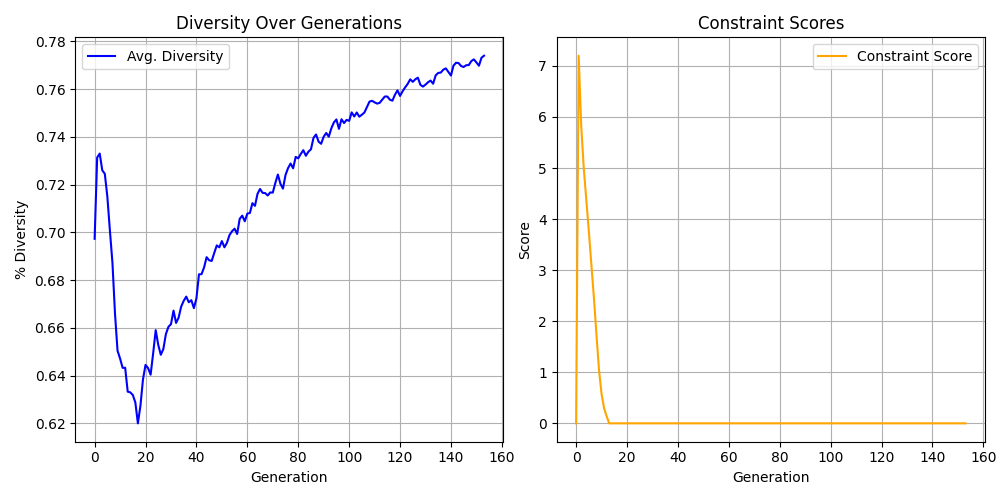 Diversity Over Generations
Avg. Diversity
% Diversity
0.78
0.76
0.74
0.72
0.70
0.68
0.66
0.64
0.62
0 20 40 60 80 100 120 140 160
Generation
Constraint Scores
Constraint Score
Score
7
6
5
4
3
2
1
0
0 20 40 60 80 100 120 140 160
Generation